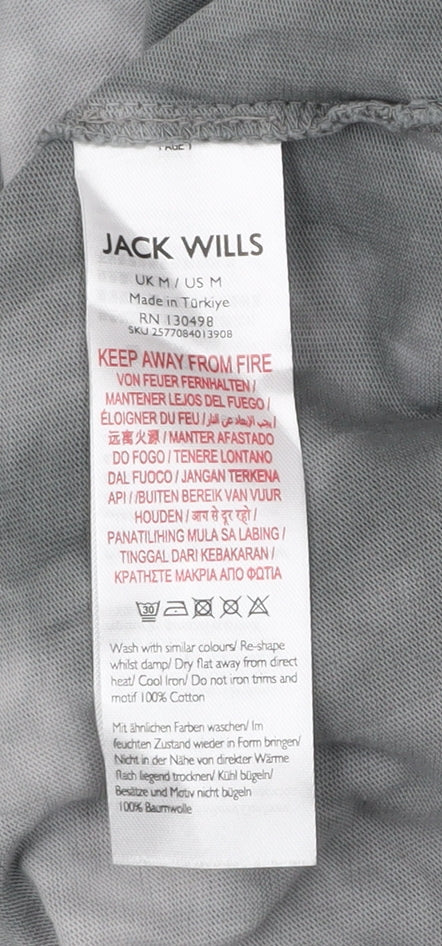 PAGE 1
JACK WILLS
UK M / US M
Made in Türkiye
RN 130498
SKU 2577084013908
KEEP AWAY FROM FIRE
VON FEUER FERNHALTEN /
MANTENER LEJOS DEL FUEGO /
ÉLOIGNER DU FEU / يجب الإبعاد عن النار /
远离火源 / MANTER AFASTADO
DO FOGO / TENERE LONTANO
DAL FUOCO / JANGAN TERKENA
API / /BUITEN BEREIK VAN VUUR
HOUDEN / आग से दूर रहो /
PANATILIHING MULA SA LABING /
TINGGAL DARI KEBAKARAN /
ΚΡΑΤΗΣΤΕ ΜΑΚΡΙΑ ΑΠΟ ΦΩΤΙΑ
30
Wash with similar colours/ Re-shape
whilst damp/ Dry flat away from direct
heat/ Cool Iron/ Do not iron trims and
motif 100% Cotton
Mit ähnlichen Farben waschen/ Im
feuchten Zustand wieder in Form bringen/
Nicht in der Nähe von direkter Wärme
flach liegend trocknen/ Kühl bügeln/
Besätze und Motiv nicht bügeln
100% Baumwolle